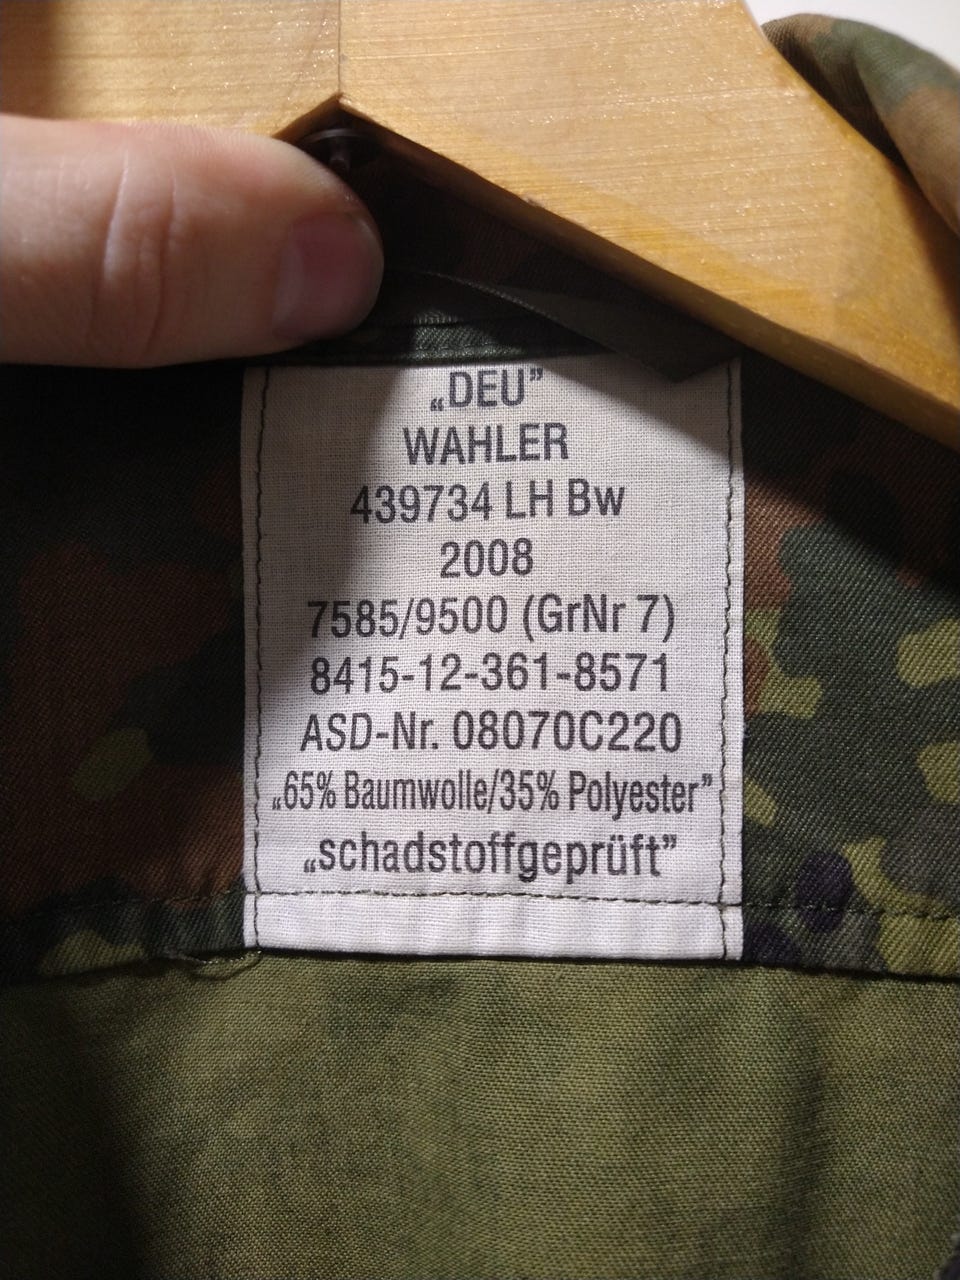 „DEU”
WAHLER
439734 LH Bw
2008
7585/9500 (GrNr 7)
8415-12-361-8571
ASD-Nr. 08070C220
„65% Baumwolle/35% Polyester”
„schadstoffgeprüft”